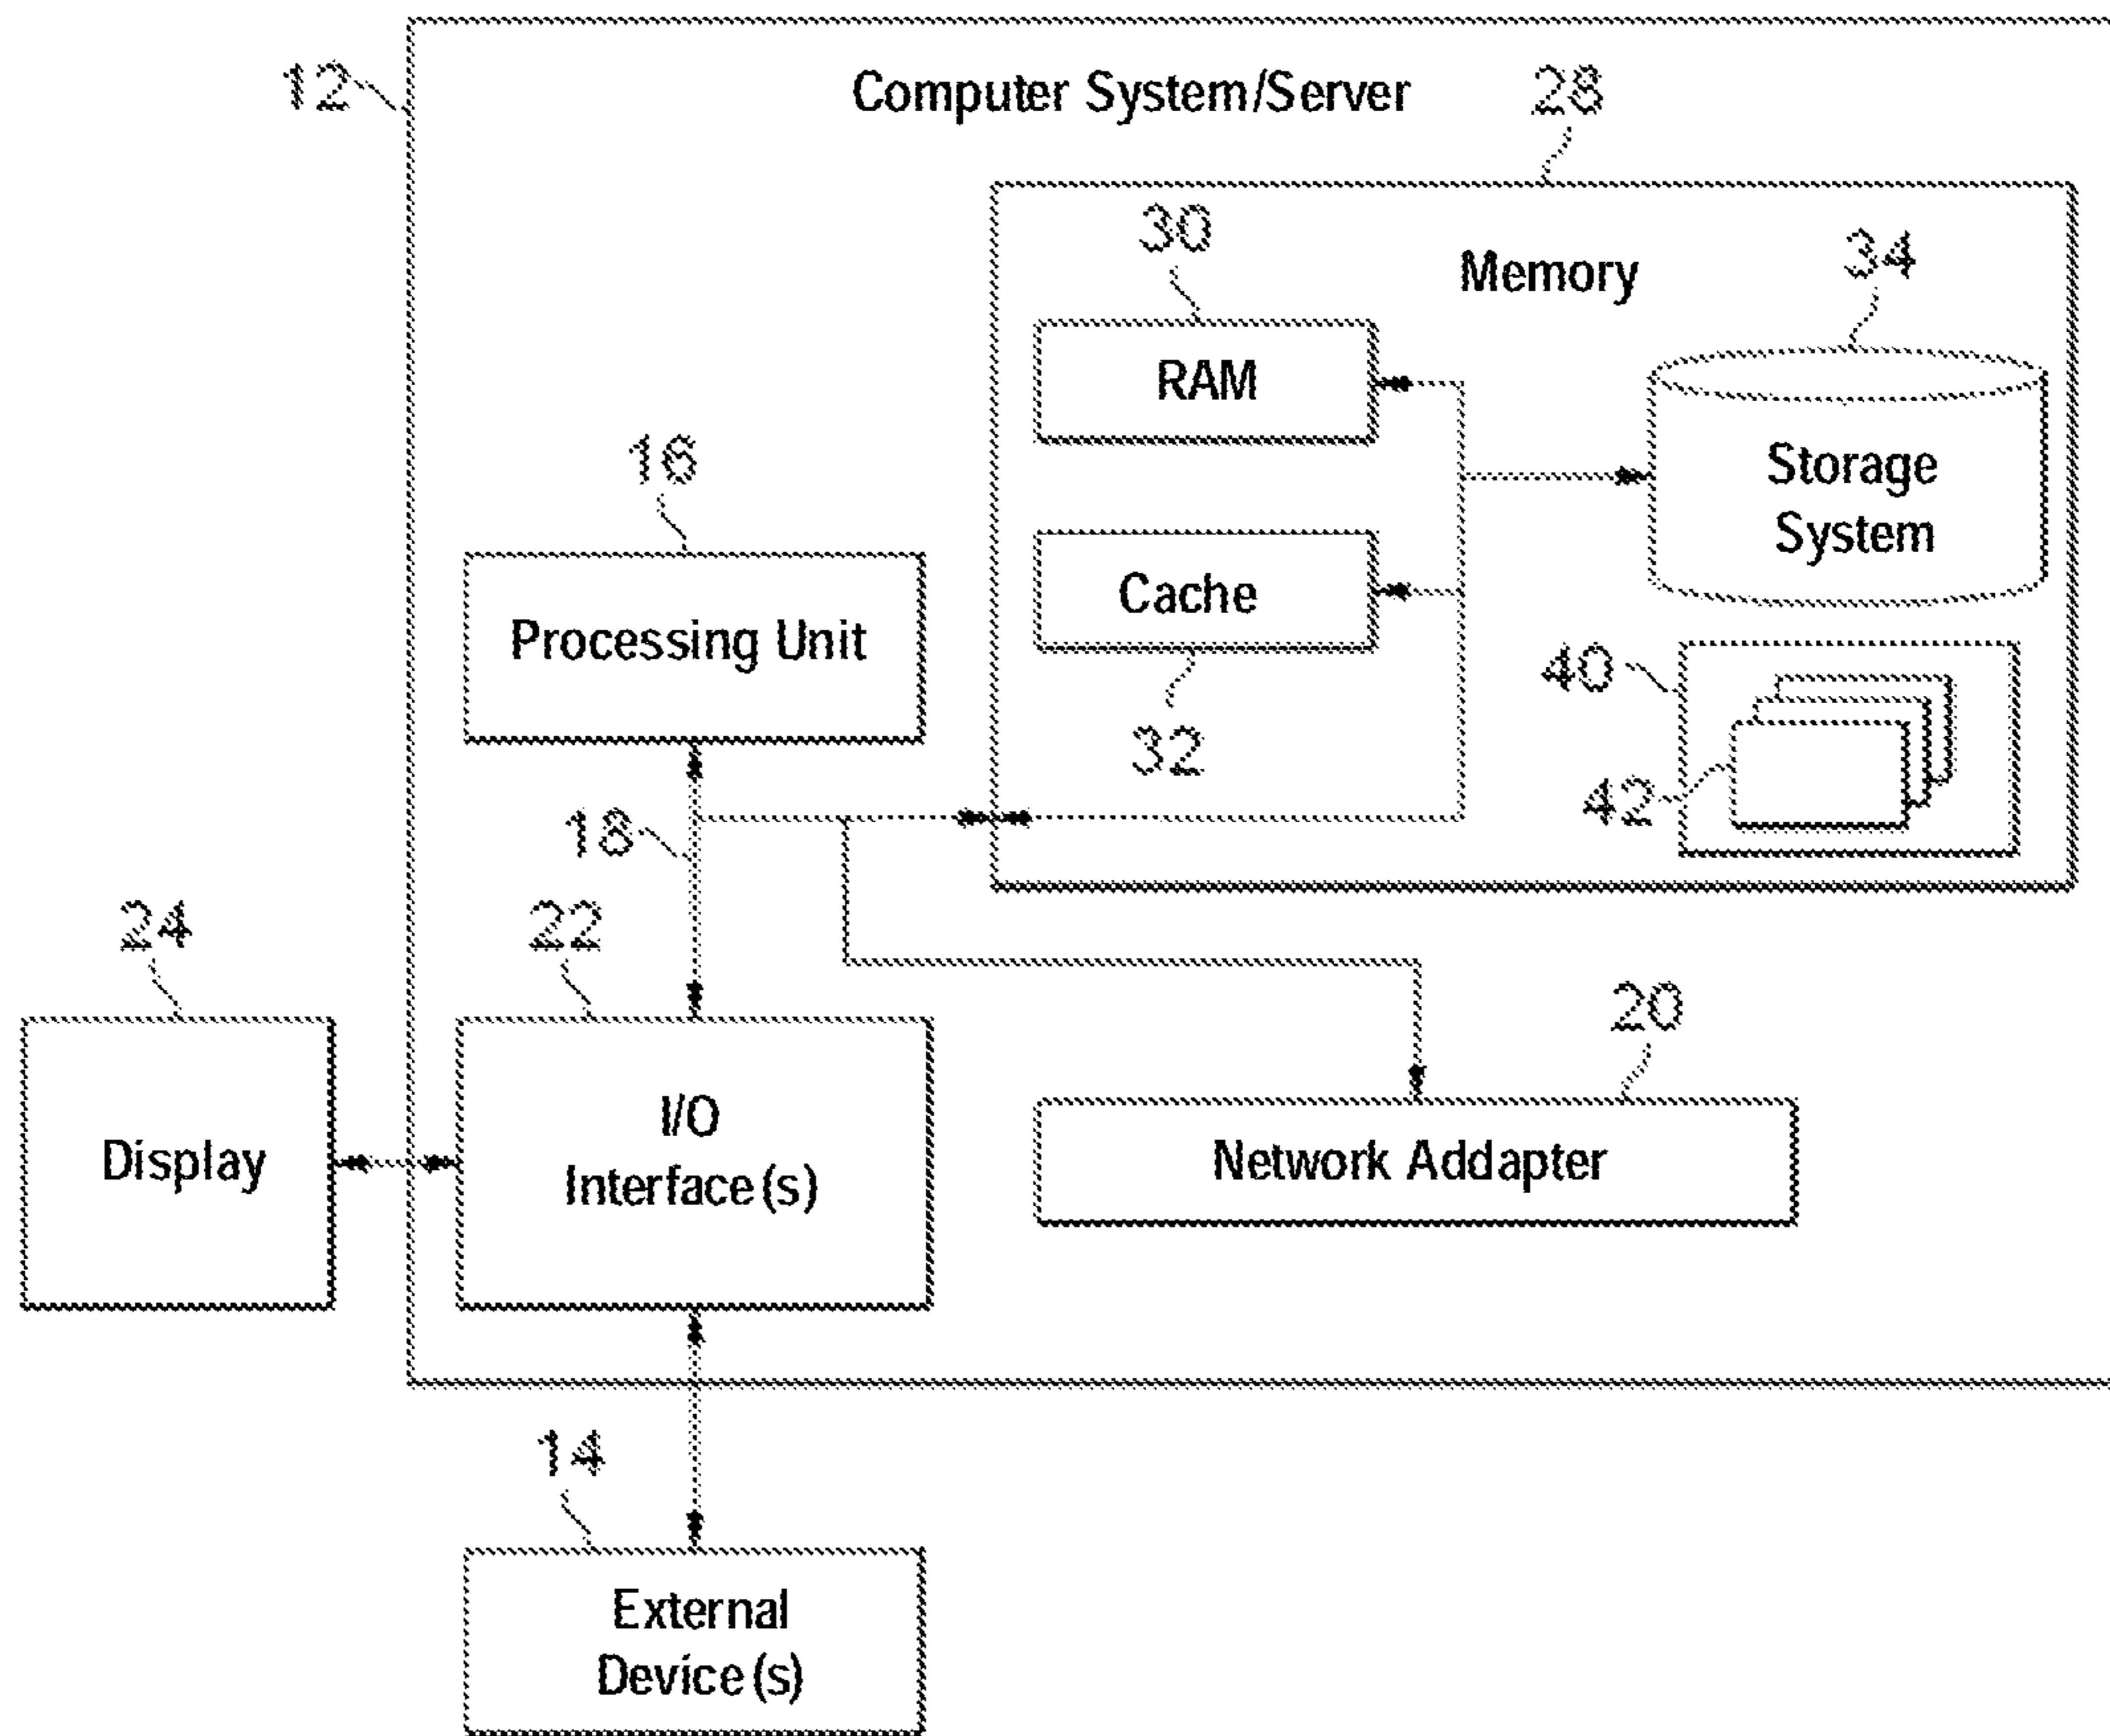 12
Computer System/Server
28
30
Memory
34
RAM
16
Storage
System
Cache
Processing Unit
40
32
42
18
24
22
20
Display
I/O
Interface(s)
Network Addapter
14
External
Device(s)